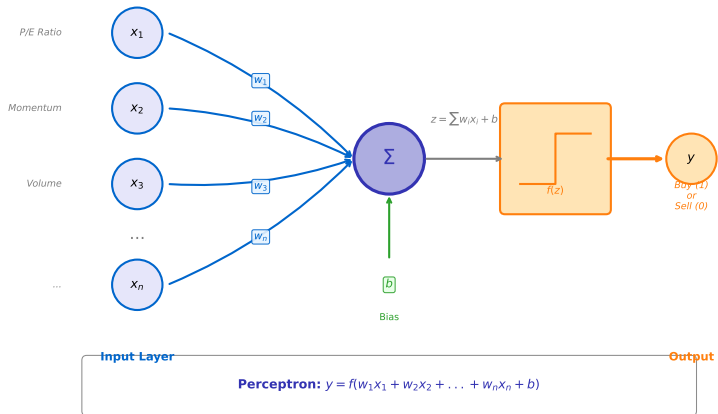 P/E Ratio
x₁
Momentum
x₂
Volume
x₃
...
...
xₙ
w₁
w₂
w₃
wₙ
Σ
b
Bias
z = ∑wᵢxᵢ + b
f(z)
y
Buy (1)
or
Sell (0)
Input Layer
Output
Perceptron: y = f(w₁x₁ + w₂x₂ + ... + wₙxₙ + b)